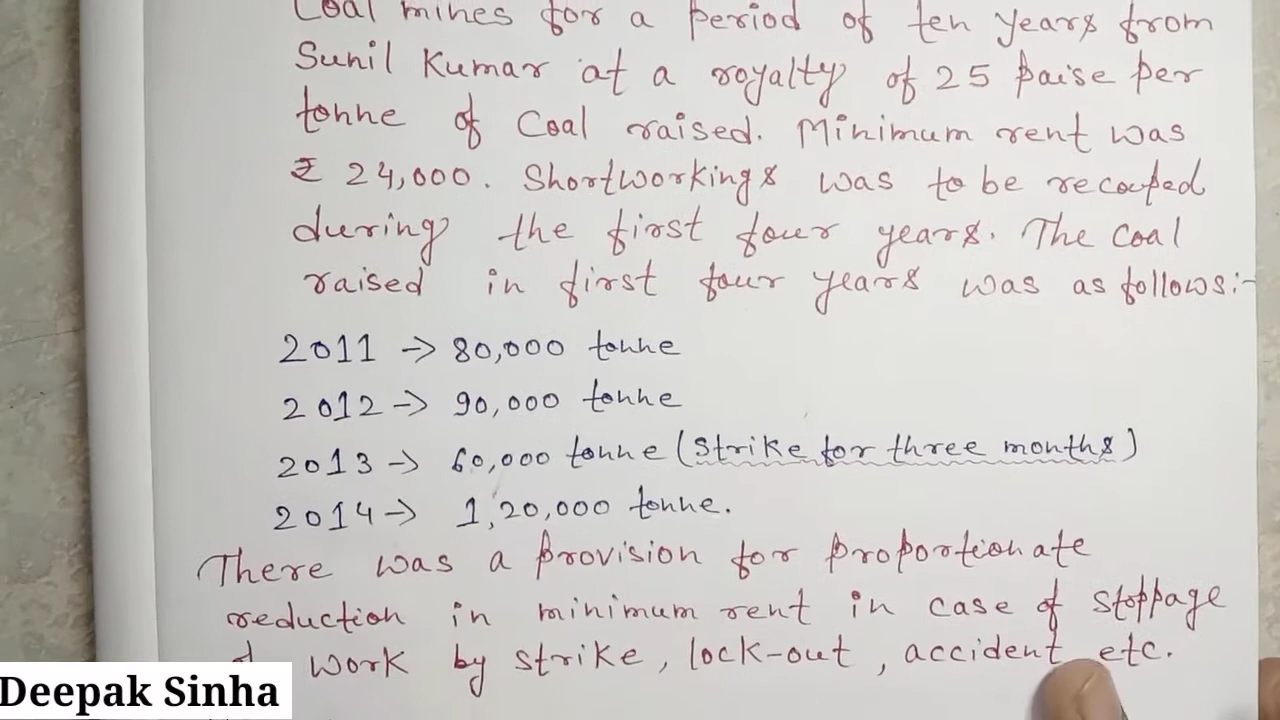 Coal mines for a period of ten years from
Sunil Kumar at a royalty of 25 paise per
tonne of Coal raised. Minimum rent was
₹ 24,000. Shortworkings was to be recouped
during the first four years. The coal
raised in first four years was as follows:-
2011 → 80,000 tonne
2012 → 90,000 tonne
2013 → 60,000 tonne (strike for three months)
2014 → 1,20,000 tonne.
There was a provision for proportionate
reduction in minimum rent in case of stoppage
of work by strike, lock-out, accident etc.
Deepak Sinha